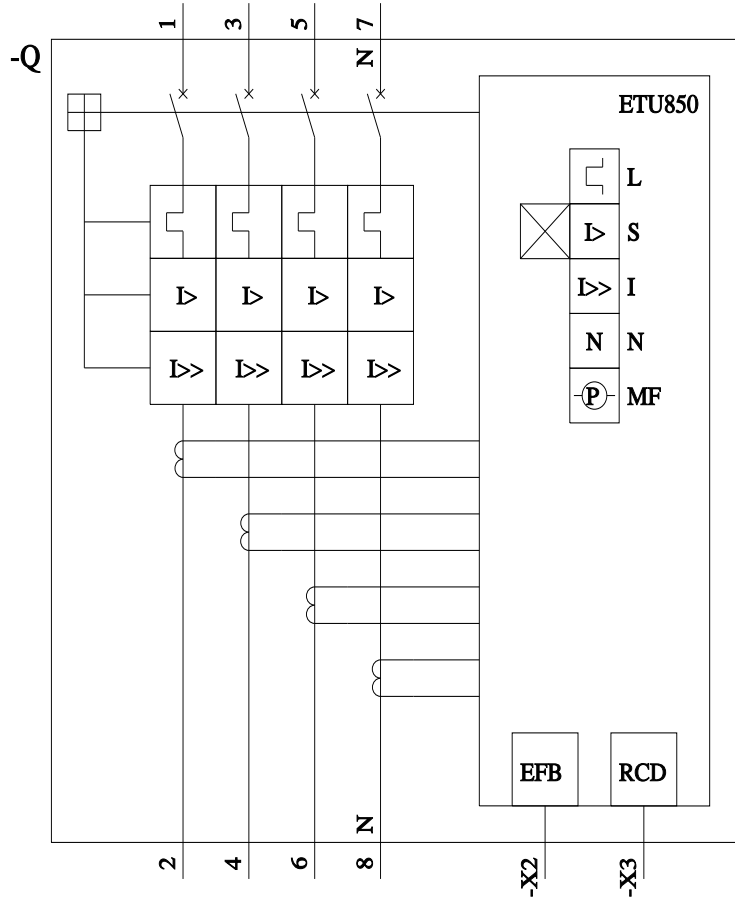 1 3 5 7
N
-Q
ETU850
L
I> S
I>> I
N N
P MF
I> I> I> I>
I>> I>> I>> I>>
EFB RCD
N
2 4 6 8
-X2 -X3